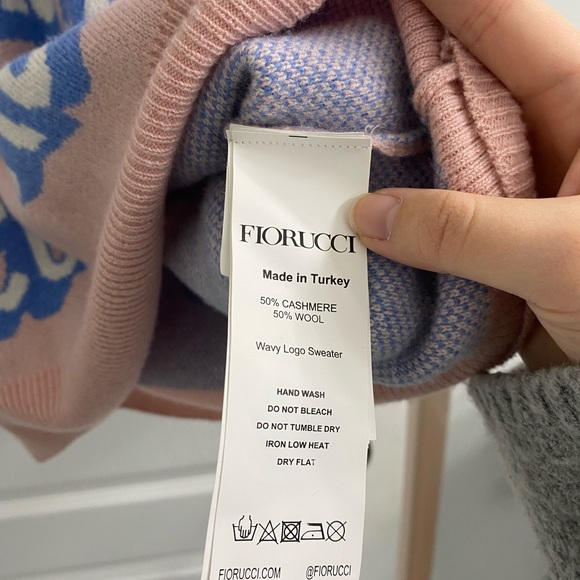 FIORUCCI
Made in Turkey
50% CASHMERE
50% WOOL
Wavy Logo Sweater
HAND WASH
DO NOT BLEACH
DO NOT TUMBLE DRY
IRON LOW HEAT
DRY FLAT
FIORUCCI.COM @FIORUCCI